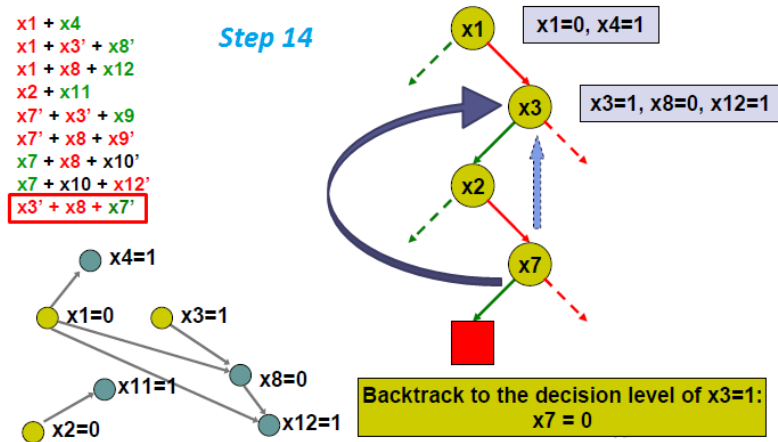 x1 + x4
x1 + x3’ + x8’
x1 + x8 + x12
x2 + x11
x7’ + x3’ + x9
x7’ + x8 + x9’
x7 + x8 + x10’
x7 + x10 + x12’
x3’ + x8 + x7’
Step 14
x1
x1=0, x4=1
x3
x3=1, x8=0, x12=1
x2
x7
x4=1
x1=0
x3=1
x11=1
x8=0
x2=0
x12=1
Backtrack to the decision level of x3=1:
x7 = 0